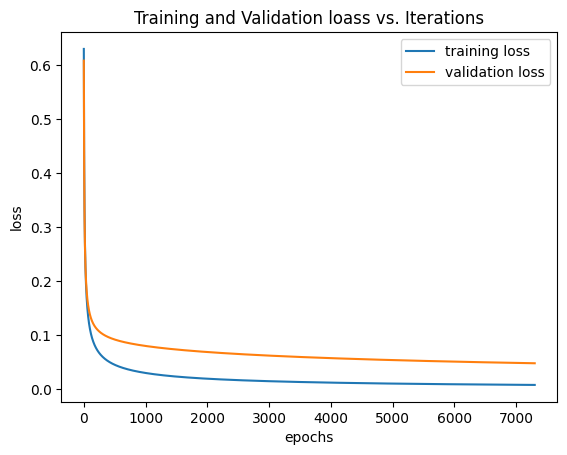 Training and Validation loass vs. Iterations
training loss
validation loss
0.6
0.5
0.4
0.3
0.2
0.1
0.0
loss
0 1000 2000 3000 4000 5000 6000 7000
epochs